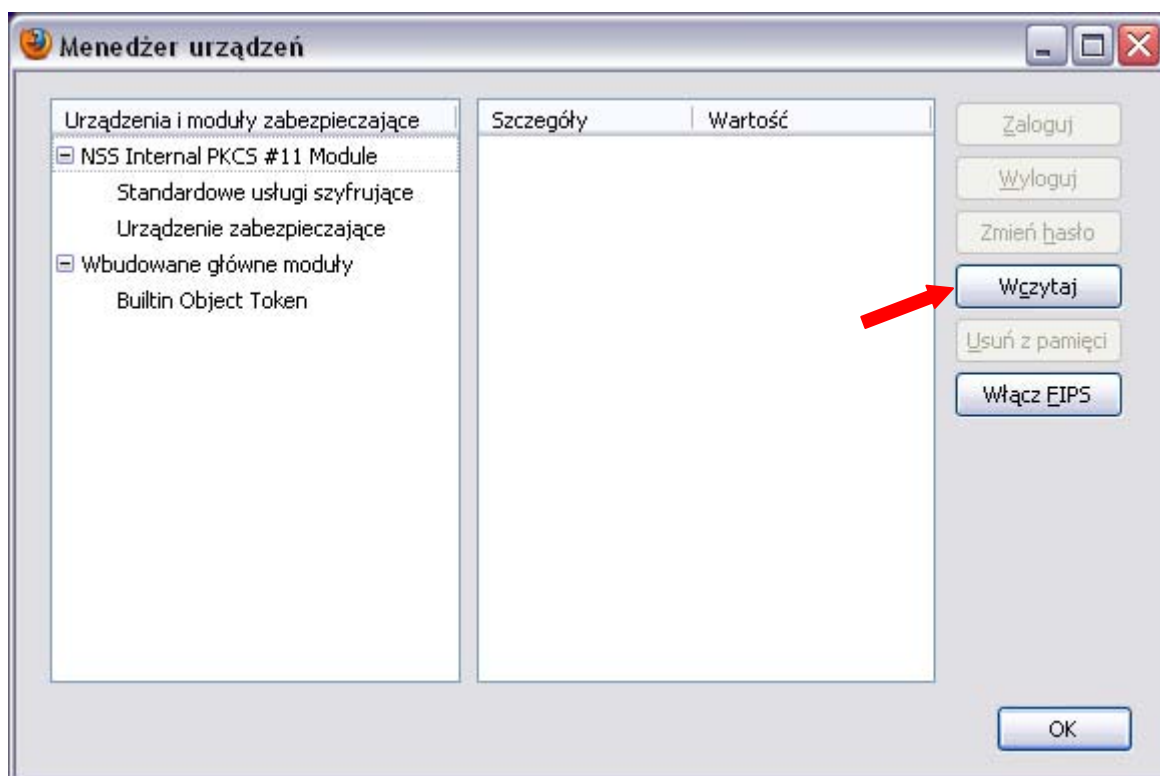 Menedżer urządzeń
Urządzenia i moduły zabezpieczające
Szczegóły
Wartość
NSS Internal PKCS #11 Module
Standardowe usługi szyfrujące
Urządzenie zabezpieczające
Wbudowane główne moduły
Builtin Object Token
Zaloguj
Wyloguj
Zmień hasło
Wczytaj
Usuń z pamięci
Włącz FIPS
OK